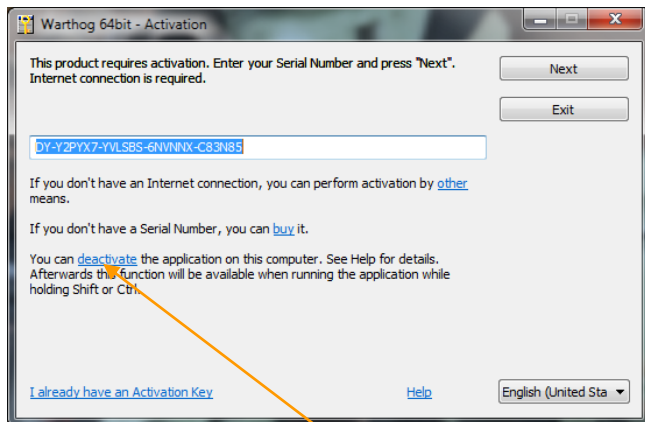 Warthog 64bit - Activation
This product requires activation. Enter your Serial Number and press "Next".
Internet connection is required.
Next
Exit
DY-Y2PYX7-YVLSBS-6NVNNX-C83N85
If you don't have an Internet connection, you can perform activation by other
means.
If you don't have a Serial Number, you can buy it.
You can deactivate the application on this computer. See Help for details.
Afterwards this function will be available when running the application while
holding Shift or Ctrl.
I already have an Activation Key
Help
English (United Sta